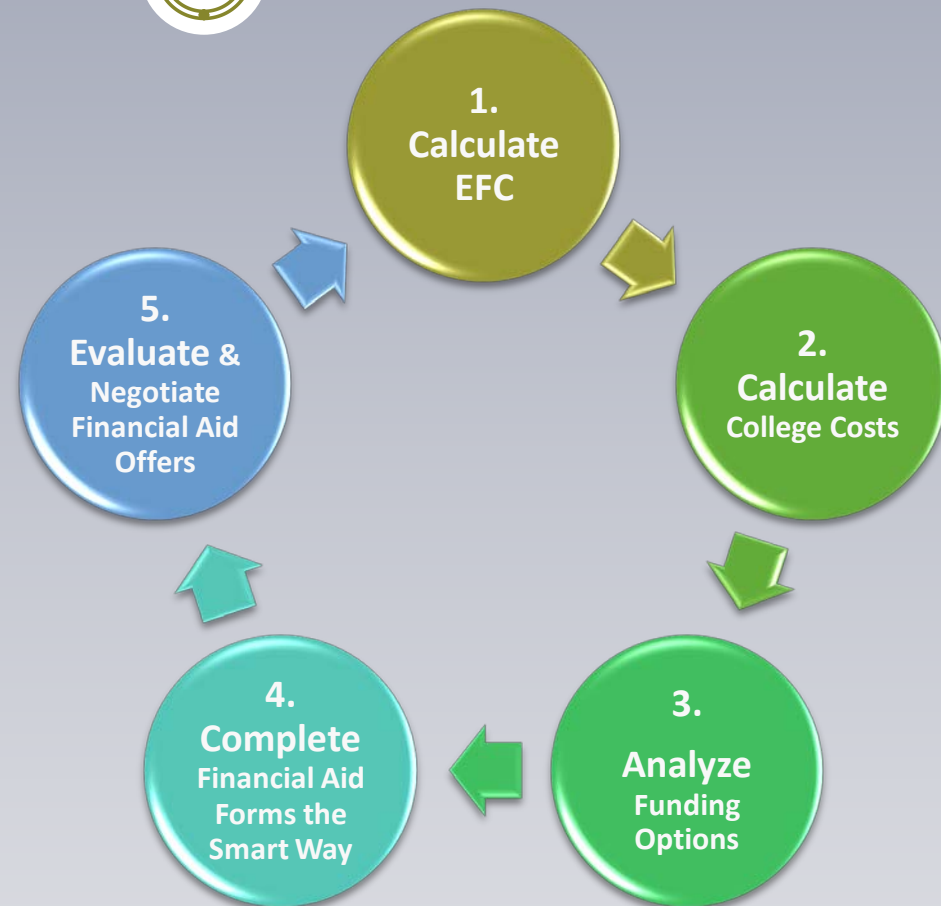 1.
Calculate
EFC
2.
Calculate
College Costs
3.
Analyze
Funding
Options
4.
Complete
Financial Aid
Forms the
Smart Way
5.
Evaluate &
Negotiate
Financial Aid
Offers